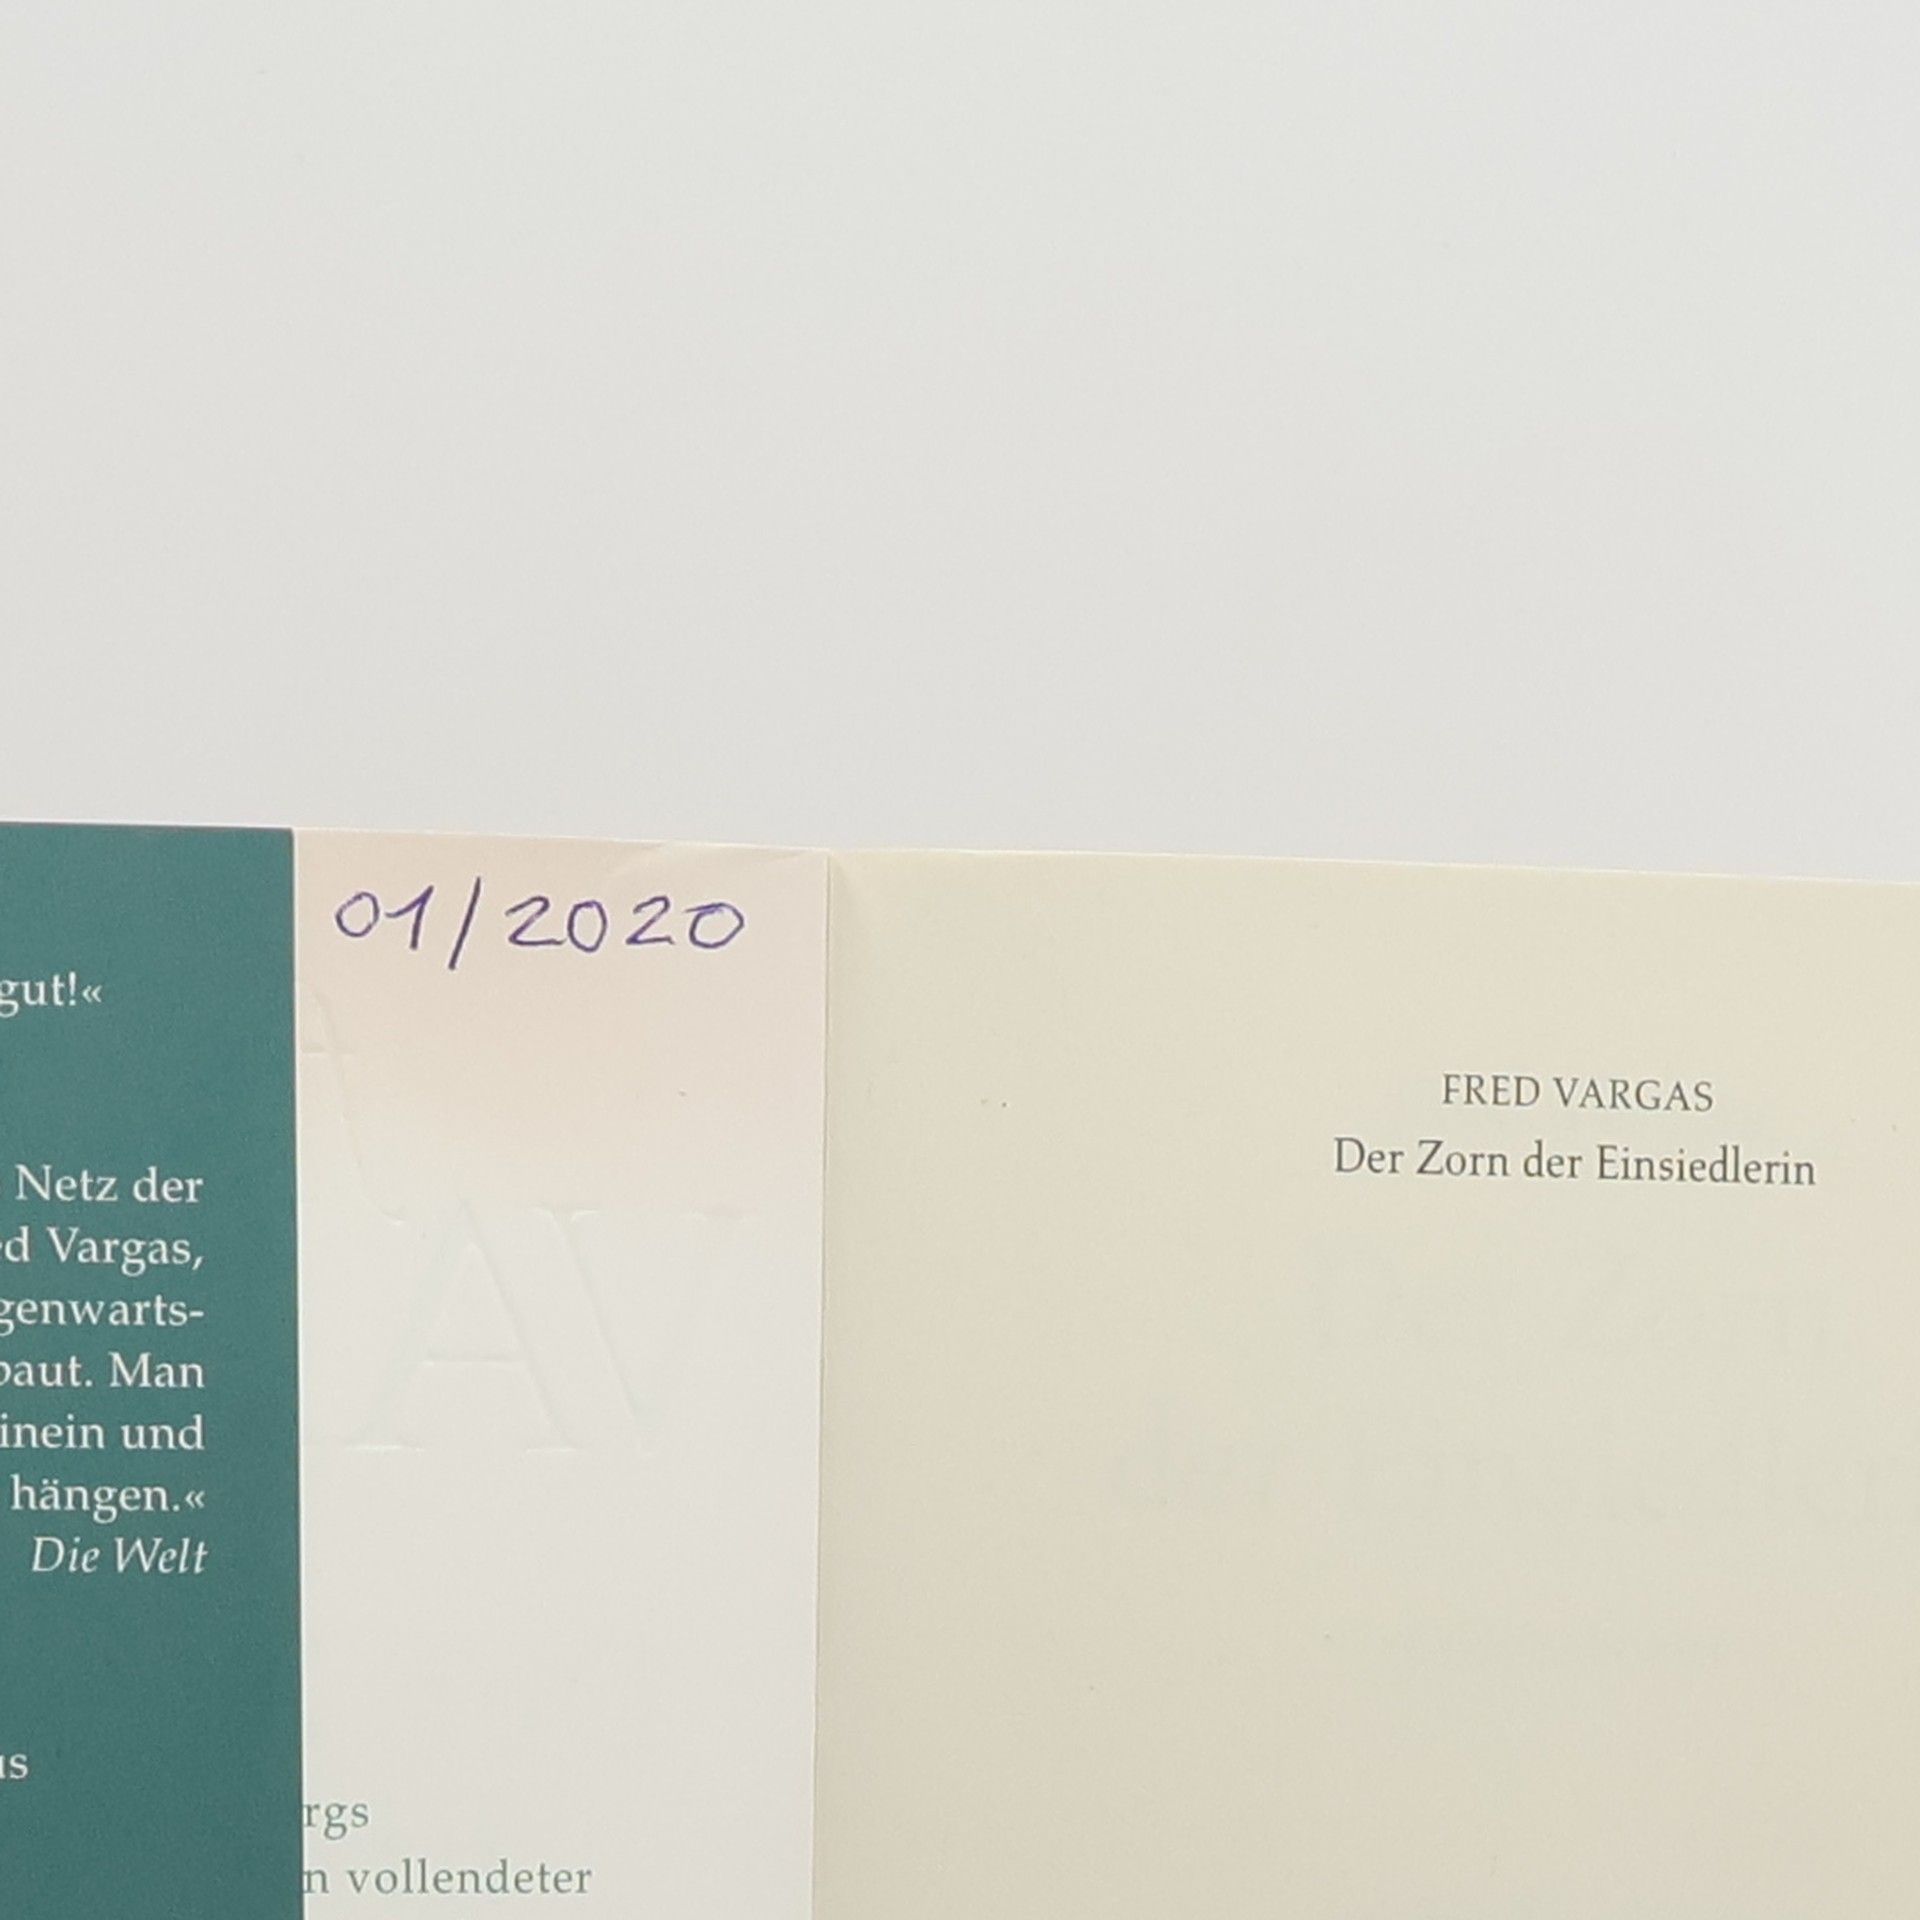 gut!«
Netz der
d Vargas,
genwarts-
baut. Man
inein und
hängen.«
Die Welt
us
01/2020
rgs
n vollendeter
FRED VARGAS
Der Zorn der Einsiedlerin